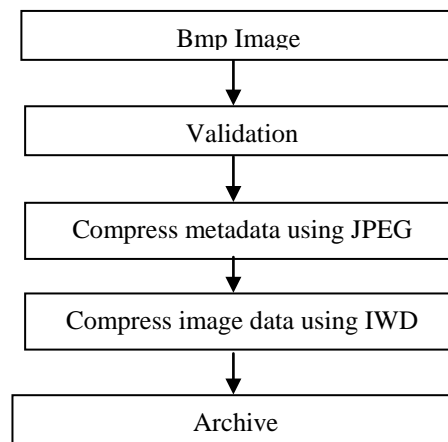 Bmp Image
Validation
Compress metadata using JPEG
Compress image data using IWD
Archive